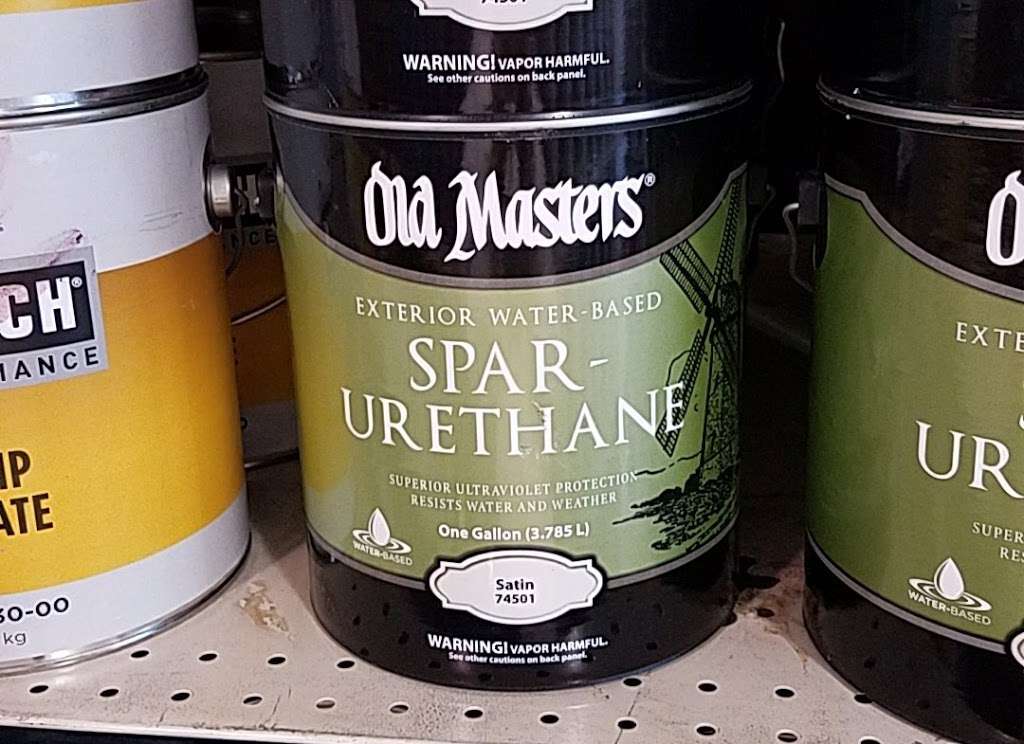 74501
WARNING! VAPOR HARMFUL.
See other cautions on back panel.
Old Masters®
EXTERIOR WATER-BASED
SPAR-
URETHANE
SUPERIOR ULTRAVIOLET PROTECTION
RESISTS WATER AND WEATHER
One Gallon (3.785 L)
WATER-BASED
Satin
74501
WARNING! VAPOR HARMFUL.
See other cautions on back panel.
CH®
IANCE
IP
ATE
30-00
kg
O
EXTE
UR
SUPER
RES
WATER-BASED